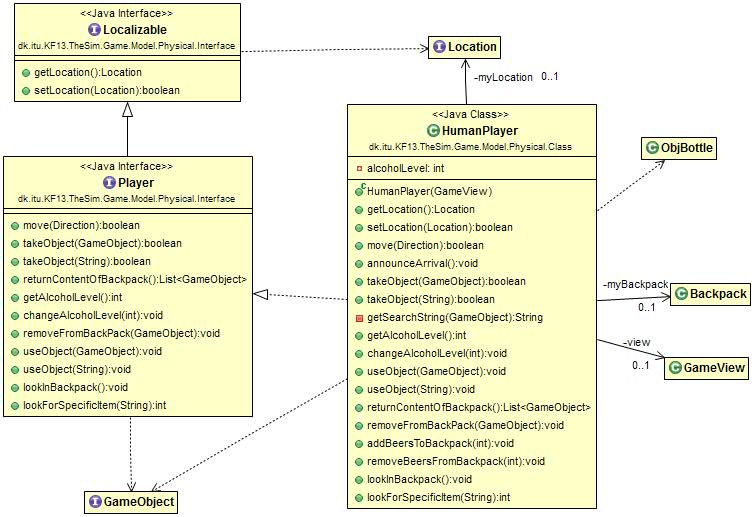 <<Java Interface>>
Localizable
dk.itu.KF13.TheSim.Game.Model.Physical.Interface
getLocation():Location
setLocation(Location):boolean
Location
-myLocation 0..1
<<Java Interface>>
Player
dk.itu.KF13.TheSim.Game.Model.Physical.Interface
move(Direction):boolean
takeObject(GameObject):boolean
takeObject(String):boolean
returnContentOfBackpack():List<GameObject>
getAlcoholLevel():int
changeAlcoholLevel(int):void
removeFromBackPack(GameObject):void
useObject(GameObject):void
useObject(String):void
lookInBackpack():void
lookForSpecificItem(String):int
<<Java Class>>
HumanPlayer
dk.itu.KF13.TheSim.Game.Model.Physical.Class
alcoholLevel: int
HumanPlayer(GameView)
getLocation():Location
setLocation(Location):boolean
move(Direction):boolean
announceArrival():void
takeObject(GameObject):boolean
takeObject(String):boolean
getSearchString(GameObject):String
getAlcoholLevel():int
changeAlcoholLevel(int):void
useObject(GameObject):void
useObject(String):void
returnContentOfBackpack():List<GameObject>
removeFromBackPack(GameObject):void
addBeersToBackpack(int):void
removeBeersFromBackpack(int):void
lookInBackpack():void
lookForSpecificItem(String):int
ObjBottle
-myBackpack
0..1
Backpack
-view
0..1
GameView
GameObject